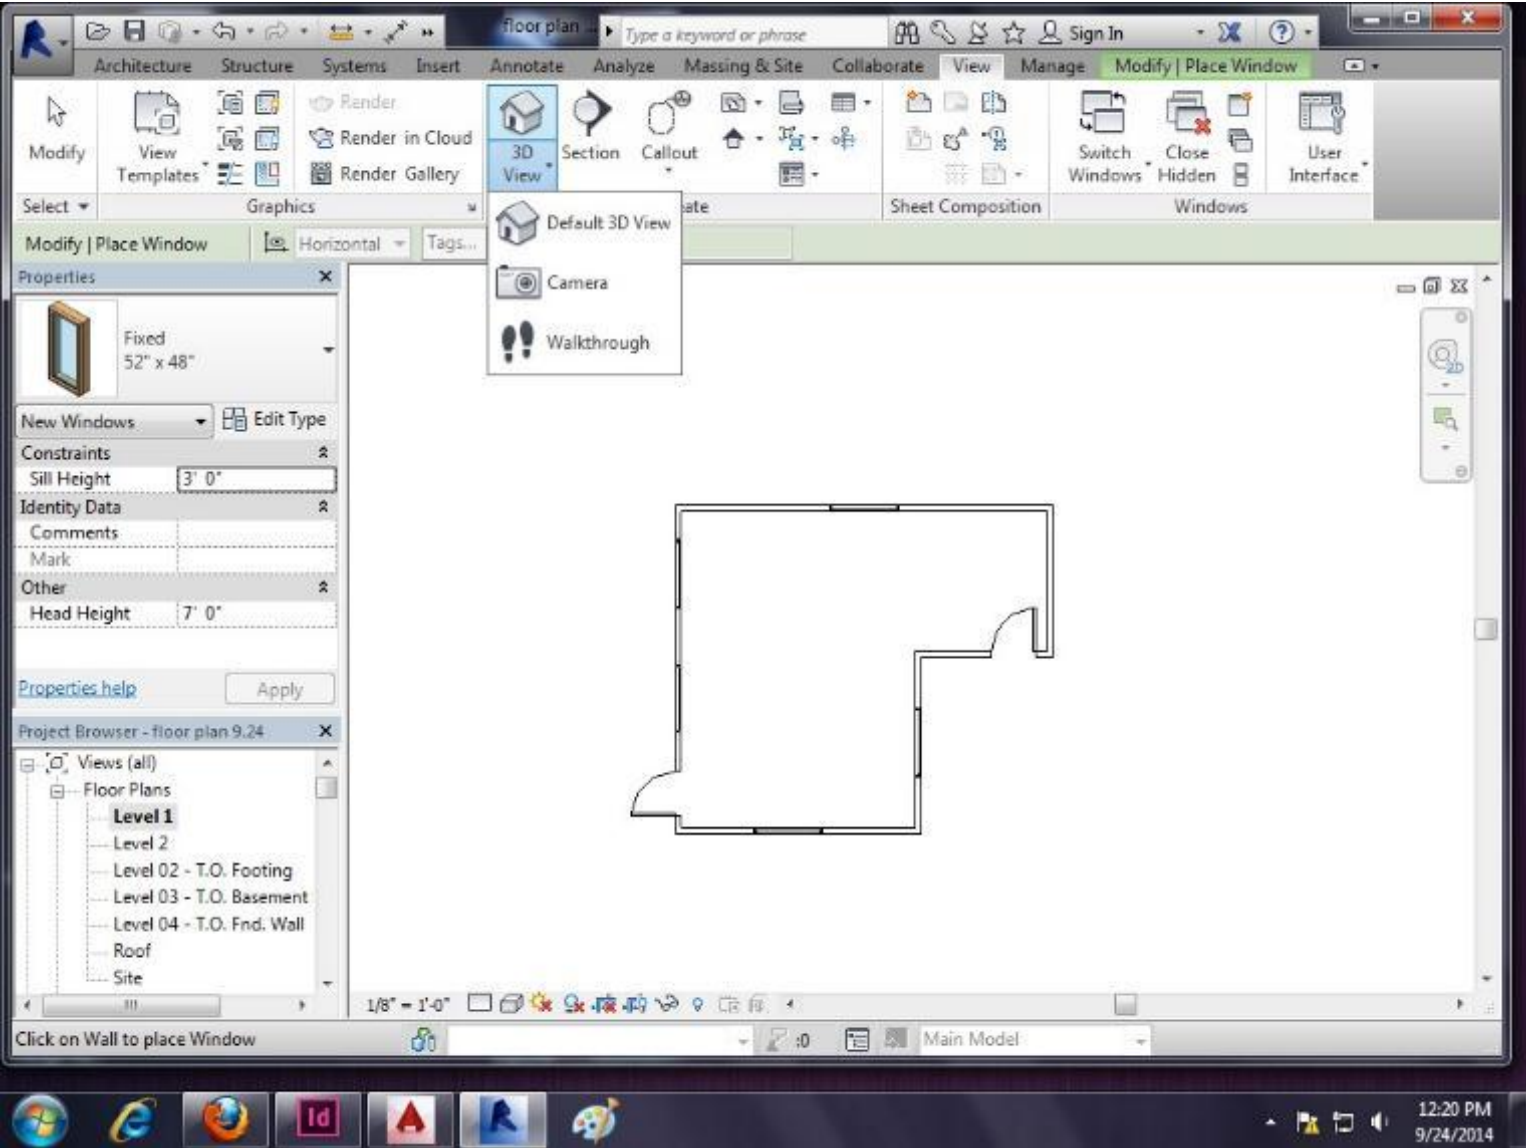 floor plan ...
Type a keyword or phrase
Sign In
Architecture Structure Systems Insert Annotate Analyze Massing & Site Collaborate View Manage Modify | Place Window
Modify
View
Templates
Render
Render in Cloud
Render Gallery
3D
View
Section
Callout
Switch
Windows
Close
Hidden
User
Interface
Select
Graphics
ate
Sheet Composition
Windows
Modify | Place Window
Horizontal
Tags...
Default 3D View
Camera
Walkthrough
Properties
Fixed
52" x 48"
New Windows
Edit Type
Constraints
Sill Height 3' 0"
Identity Data
Comments
Mark
Other
Head Height 7' 0"
Properties help
Apply
2D
Project Browser - floor plan 9.24
Views (all)
Floor Plans
Level 1
Level 2
Level 02 - T.O. Footing
Level 03 - T.O. Basement
Level 04 - T.O. Fnd. Wall
Roof
Site
1/8" = 1'-0"
Click on Wall to place Window
:0
Main Model
Id
12:20 PM
9/24/2014